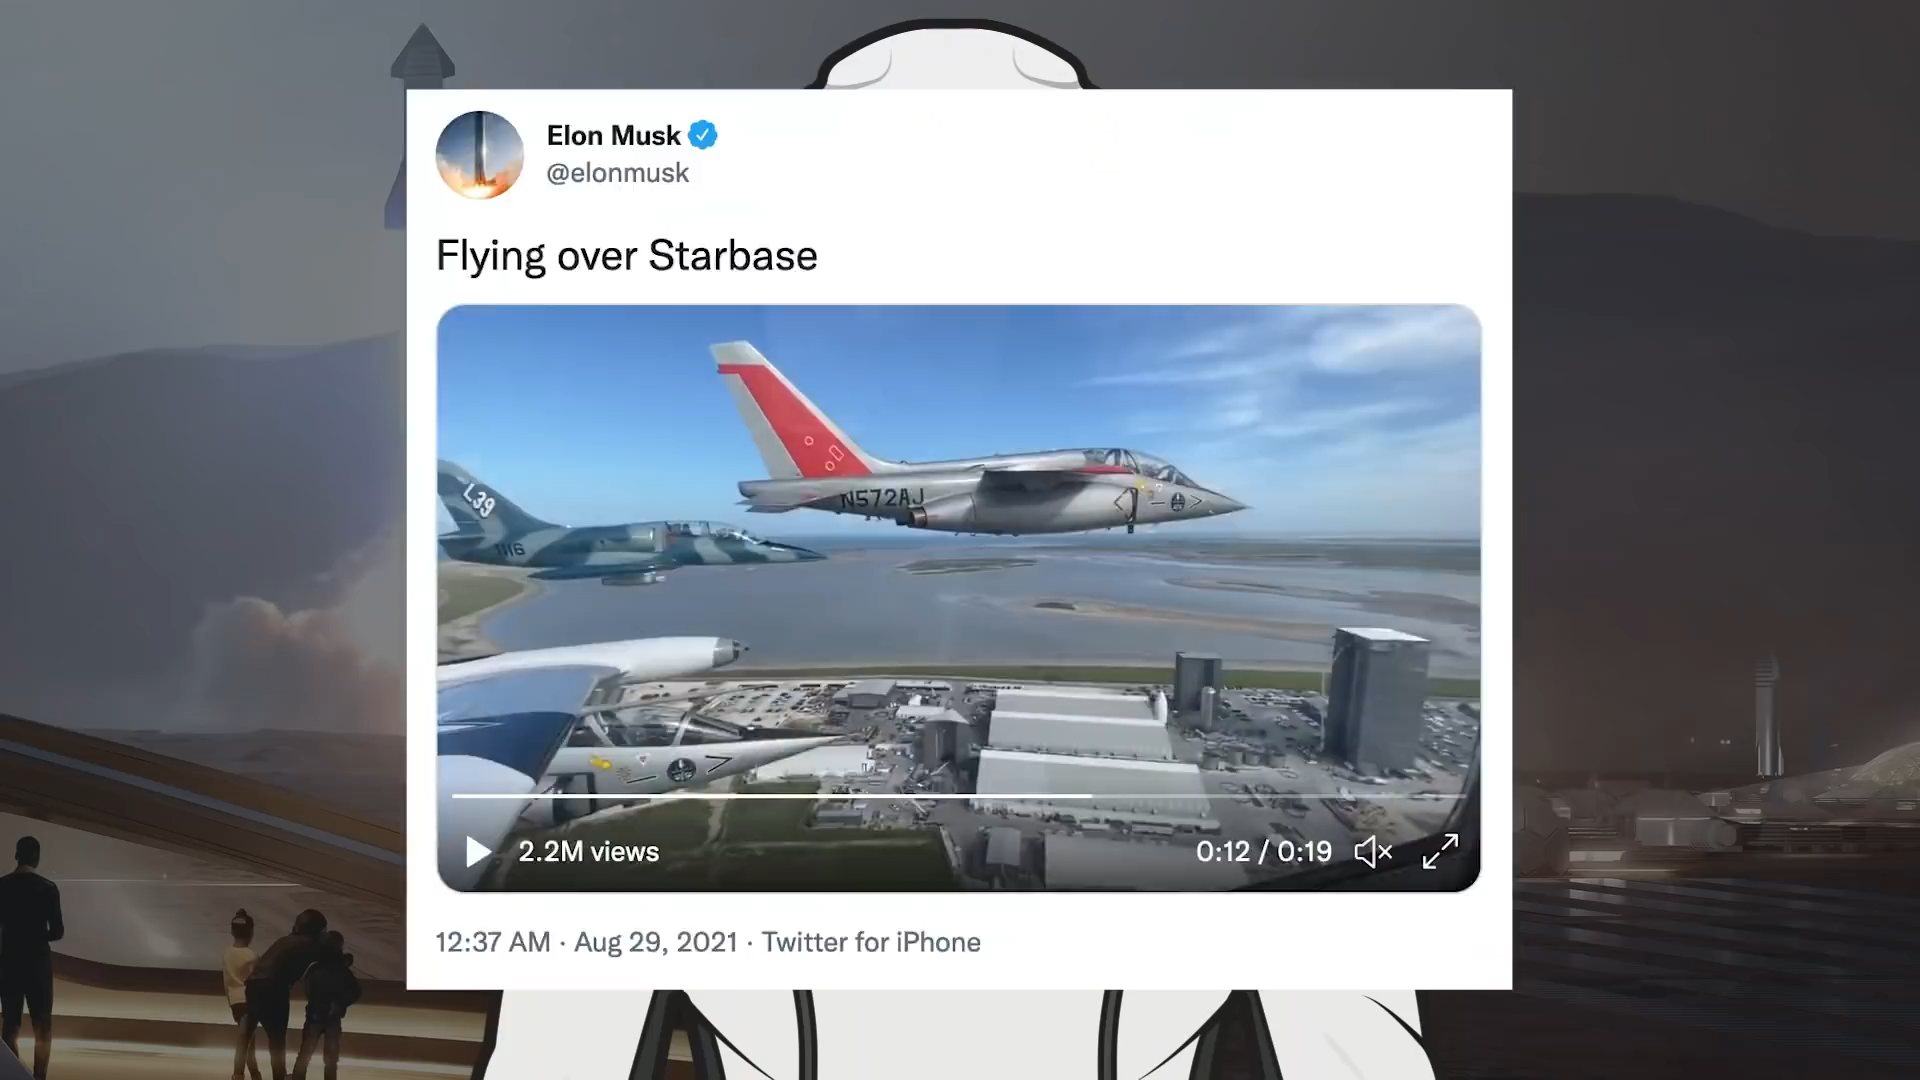 Elon Musk
@elonmusk
Flying over Starbase
L39
N572AJ
1116
2.2M views
0:12 / 0:19
12:37 AM · Aug 29, 2021 · Twitter for iPhone